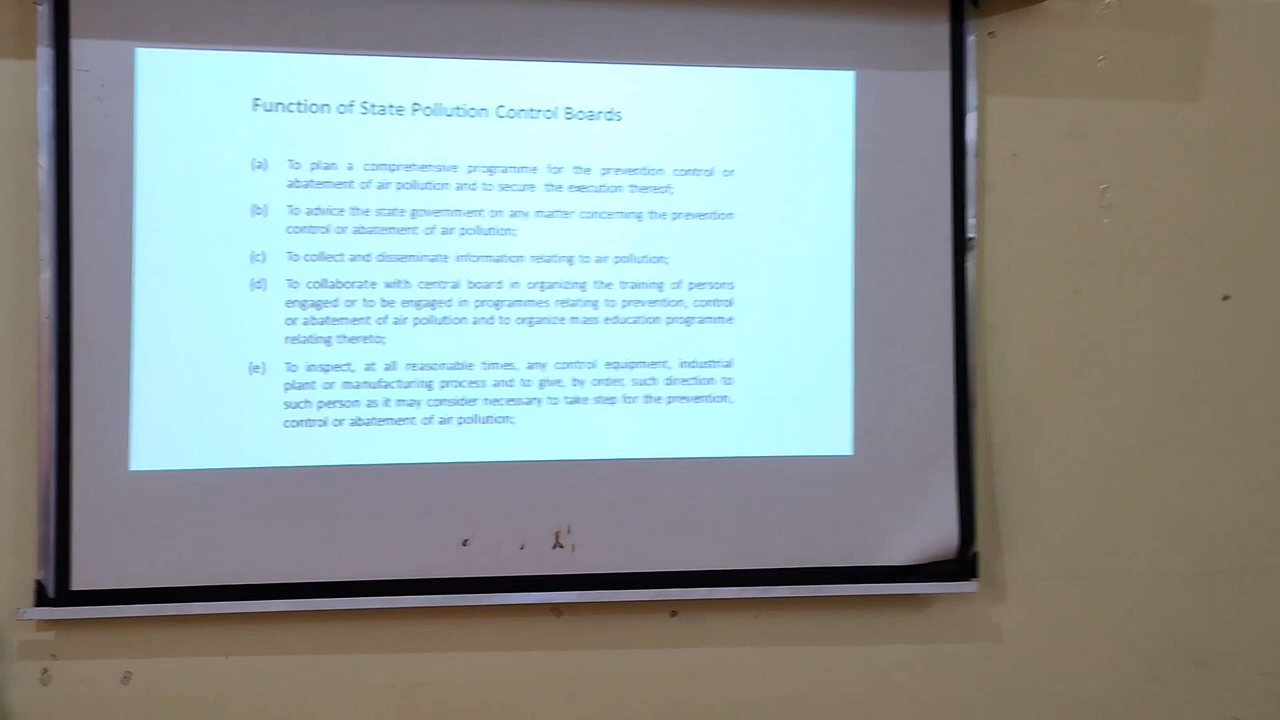 Function of State Pollution Control Boards
(a) To plan a comprehensive programme for the prevention control or
abatement of air pollution and to secure the execution thereof;
(b) To advice the state government on any matter concerning the prevention
control or abatement of air pollution;
(c) To collect and disseminate information relating to air pollution;
(d) To collaborate with central board in organizing the training of persons
engaged or to be engaged in programmes relating to prevention, control
or abatement of air pollution and to organize mass education programme
relating thereto;
(e) To inspect, at all reasonable times, any control equipment, industrial
plant or manufacturing process and to give, by order, such direction to
such person as it may consider necessary to take step for the prevention,
control or abatement of air pollution;